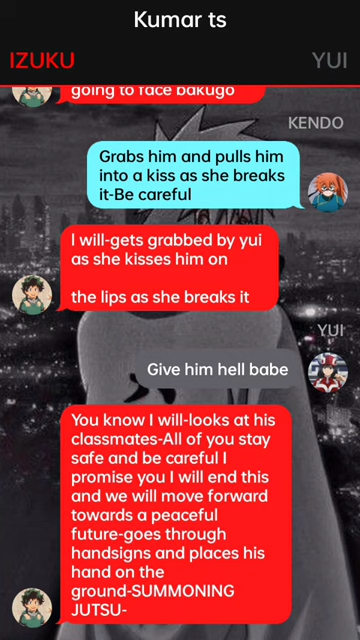 Kumar ts
IZUKU
YUI
going to face bakugo
KENDO
Grabs him and pulls him
into a kiss as she breaks
it-Be careful
I will-gets grabbed by yui
as she kisses him on
the lips as she breaks it
YUI
Give him hell babe
You know I will-looks at his
classmates-All of you stay
safe and be careful I
promise you I will end this
and we will move forward
towards a peaceful
future-goes through
handsigns and places his
hand on the
ground-SUMMONING
JUTSU-